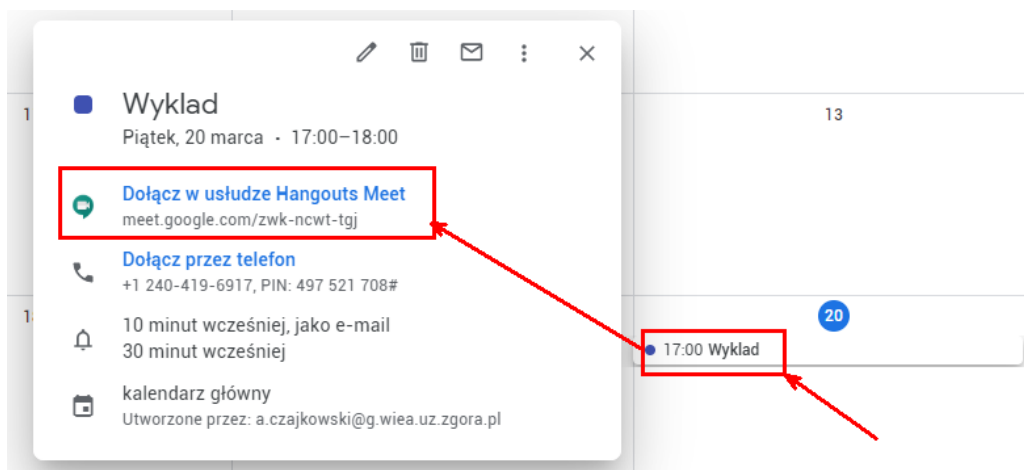 Wyklad
Piątek, 20 marca · 17:00–18:00
Dołącz w usłudze Hangouts Meet
meet.google.com/zwk-ncwt-tgj
Dołącz przez telefon
+1 240-419-6917, PIN: 497 521 708#
10 minut wcześniej, jako e-mail
30 minut wcześniej
kalendarz główny
Utworzone przez: a.czajkowski@g.wiea.uz.zgora.pl
13
20
17:00 Wyklad